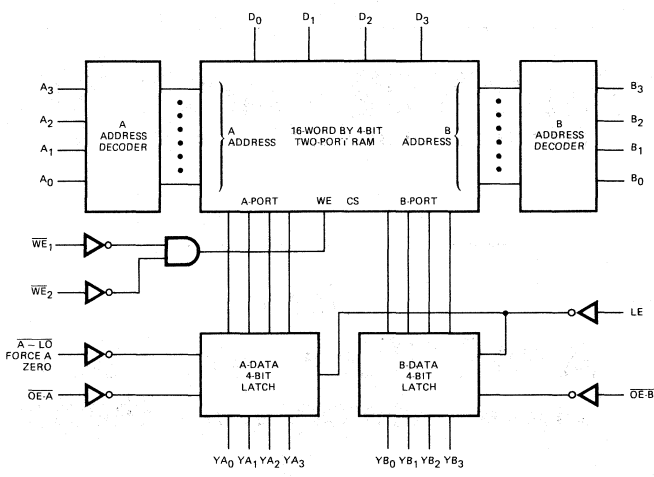 D0 D1 D2 D3
A3
A2
A1
A0
A
ADDRESS
DECODER
A
ADDRESS
16-WORD BY 4-BIT
TWO-PORT RAM
B
ADDRESS
A-PORT WE CS B-PORT
B
ADDRESS
DECODER
B3
B2
B1
B0
WE1
WE2
A – LO
FORCE A
ZERO
OE-A
A-DATA
4-BIT
LATCH
B-DATA
4-BIT
LATCH
LE
OE-B
YA0 YA1 YA2 YA3
YB0 YB1 YB2 YB3